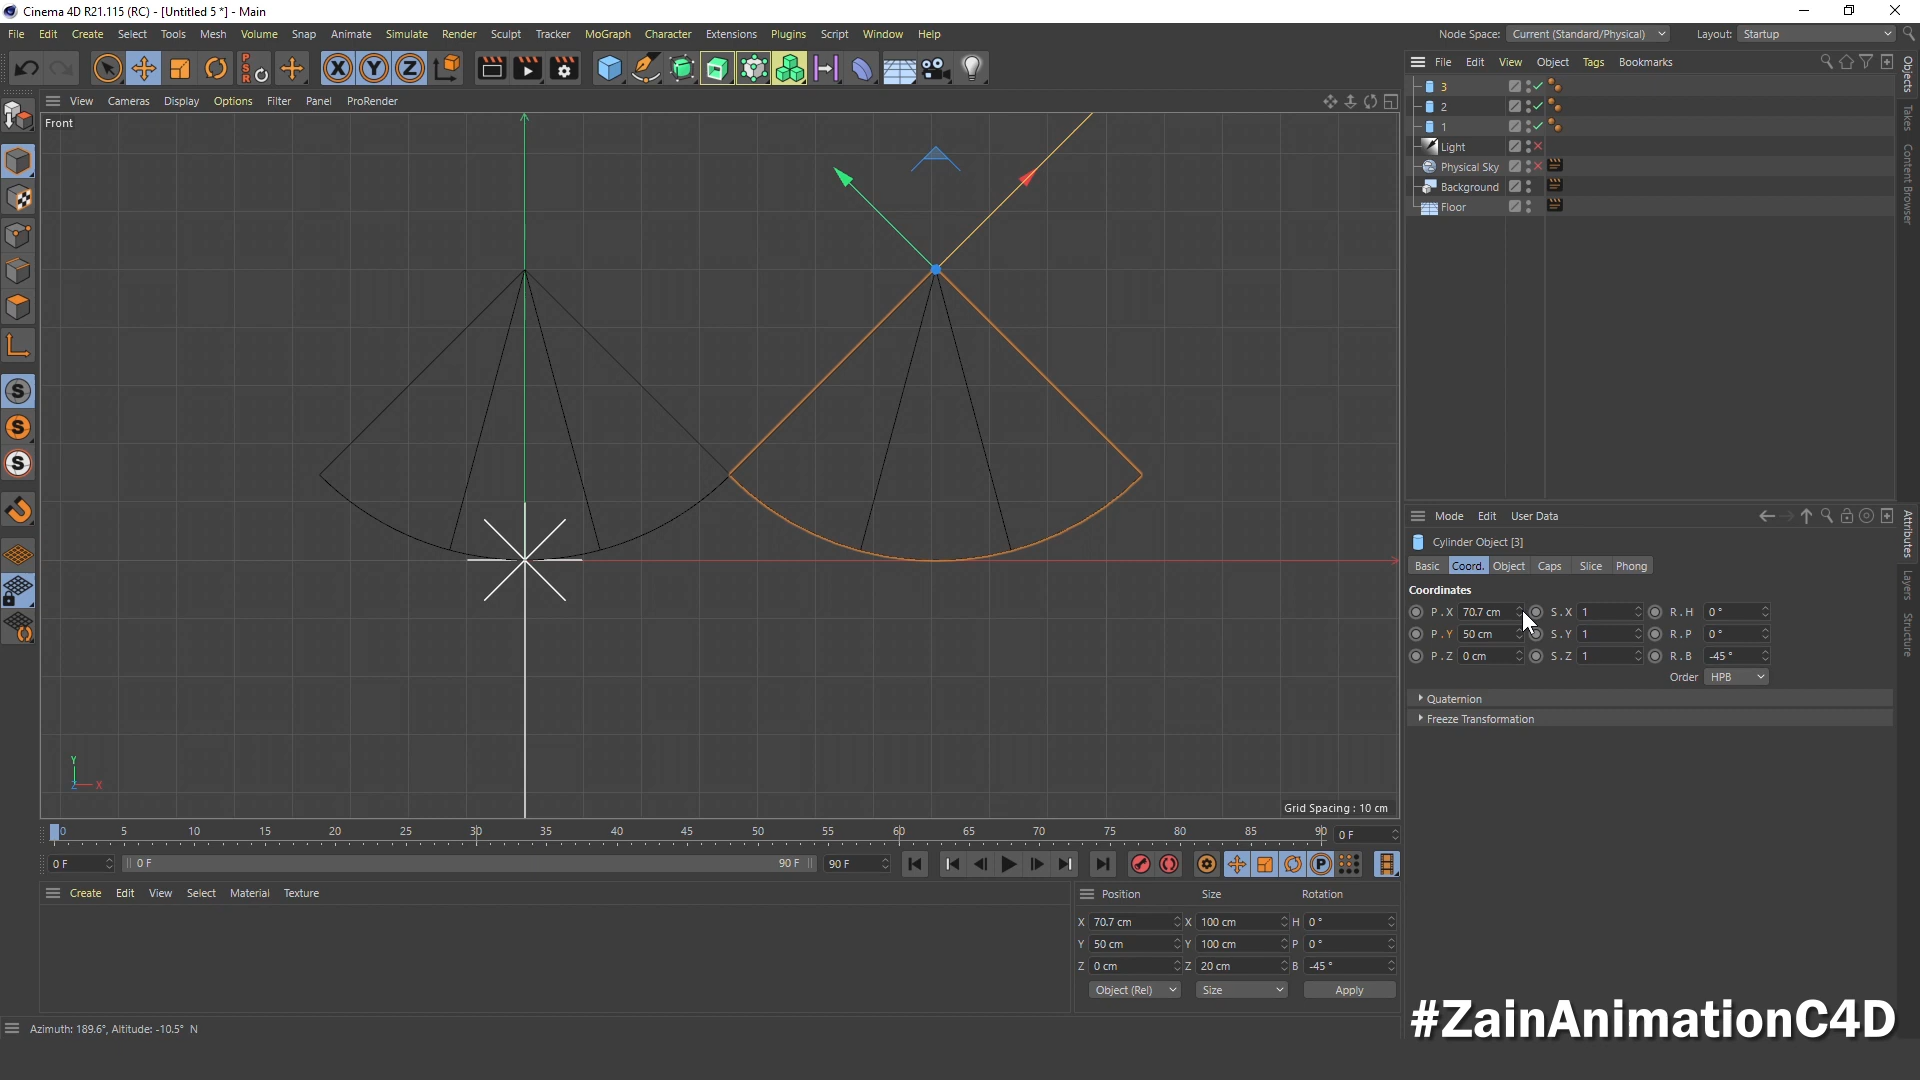 Cinema 4D R21.115 (RC) - [Untitled 5 *] - Main
File Edit Create Select Tools Mesh Volume Snap Animate Simulate Render Sculpt Tracker MoGraph Character Extensions Plugins Script Window Help
Node Space: Current (Standard/Physical) Layout: Startup
PSR X Y Z
File Edit View Object Tags Bookmarks
View Cameras Display Options Filter Panel ProRender
Front
3
2
1
Light
Physical Sky
Background
Floor
Objects
Takes
Content Browser
S
S
S
Mode Edit User Data
Cylinder Object [3]
Basic Coord. Object Caps Slice Phong
Coordinates
P . X 70.7 cm S . X 1 R . H 0 °
P . Y 50 cm S . Y 1 R . P 0 °
P . Z 0 cm S . Z 1 R . B -45 °
Order HPB
Quaternion
Freeze Transformation
Attributes
Layers
Structure
Y
Z X
Grid Spacing : 10 cm
0 5 10 15 20 25 30 35 40 45 50 55 60 65 70 75 80 85 90 0 F
0 F 0 F 90 F 90 F P
Create Edit View Select Material Texture
Position Size Rotation
X 70.7 cm X 100 cm H 0 °
Y 50 cm Y 100 cm P 0 °
Z 0 cm Z 20 cm B -45 °
Object (Rel) Size Apply
Azimuth: 189.6°, Altitude: -10.5° N
#ZainAnimationC4D